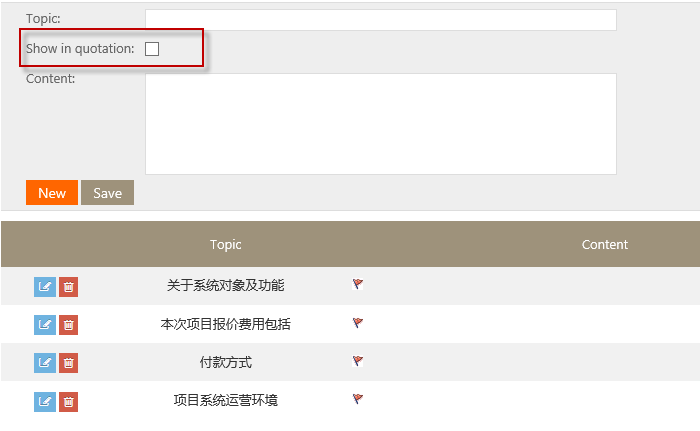 Topic:
Show in quotation:
Content:
New Save
Topic Content
关于系统对象及功能
本次项目报价费用包括
付款方式
项目系统运营环境